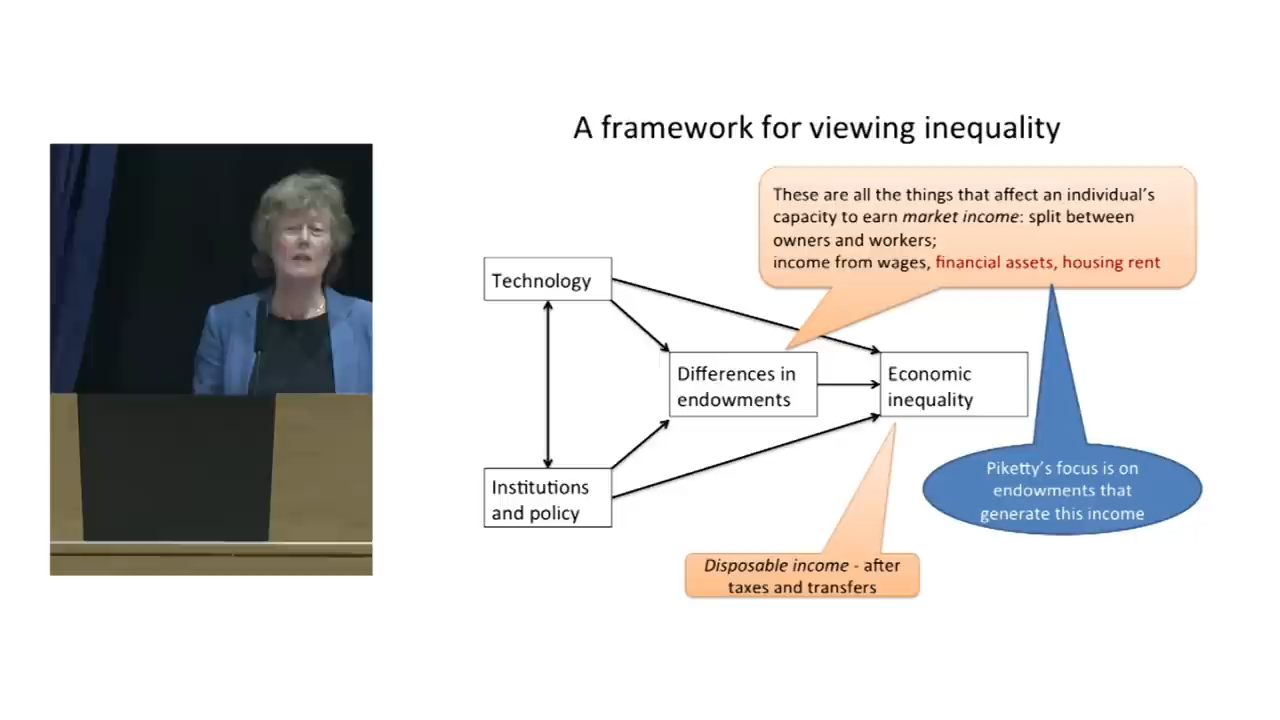 A framework for viewing inequality
These are all the things that affect an individual's
capacity to earn market income: split between
owners and workers;
income from wages, financial assets, housing rent
Technology
Differences in
endowments
Economic
inequality
Institutions
and policy
Piketty's focus is on
endowments that
generate this income
Disposable income - after
taxes and transfers